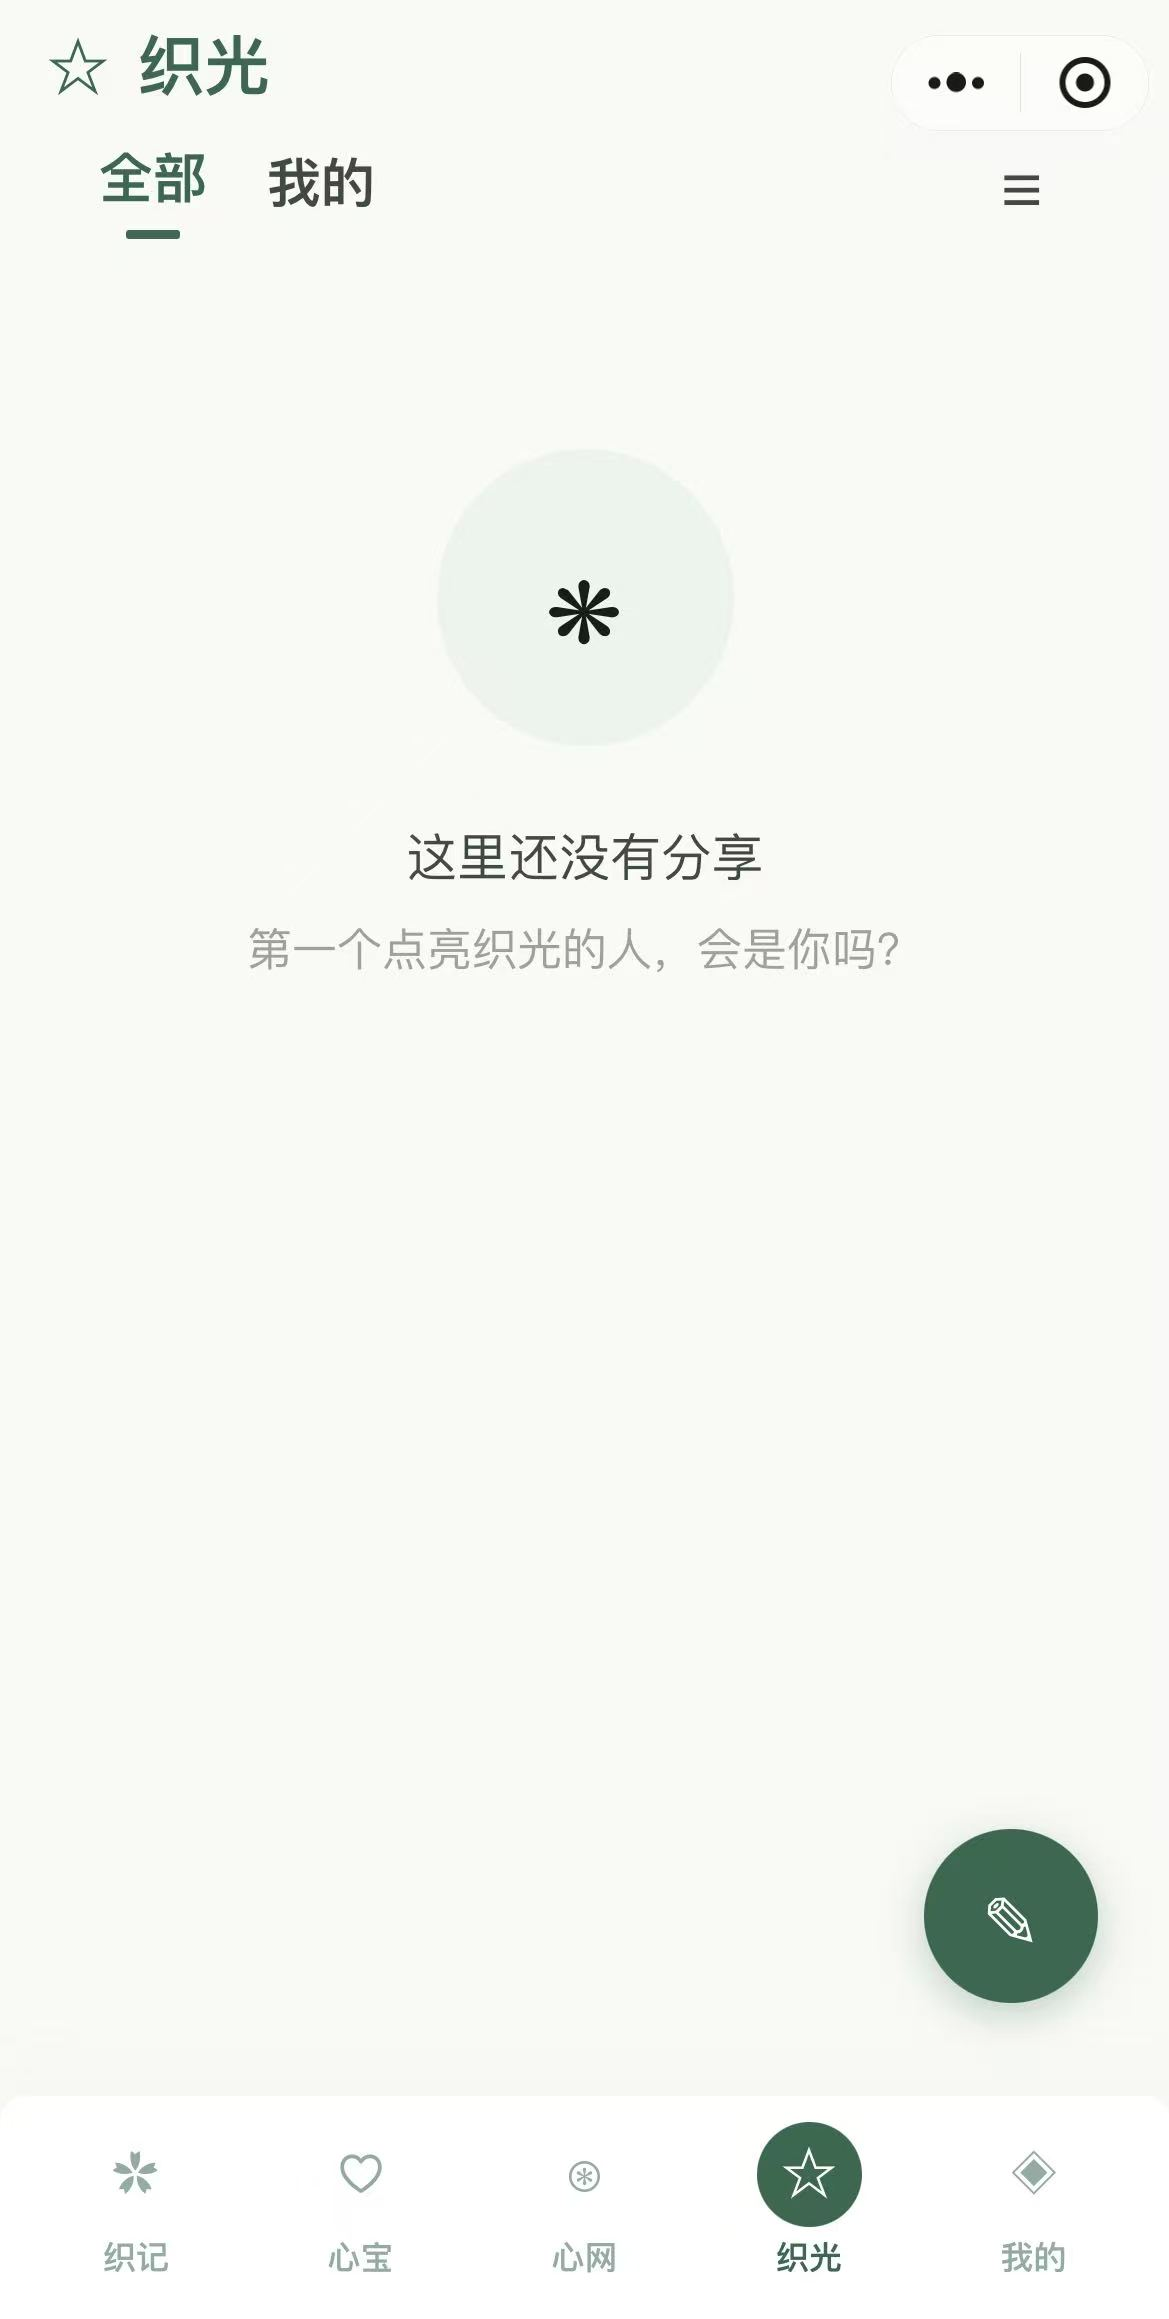 ☆ 织光
全部 我的
这里还没有分享
第一个点亮织光的人，会是你吗?
织记 心宝 心网 织光 我的